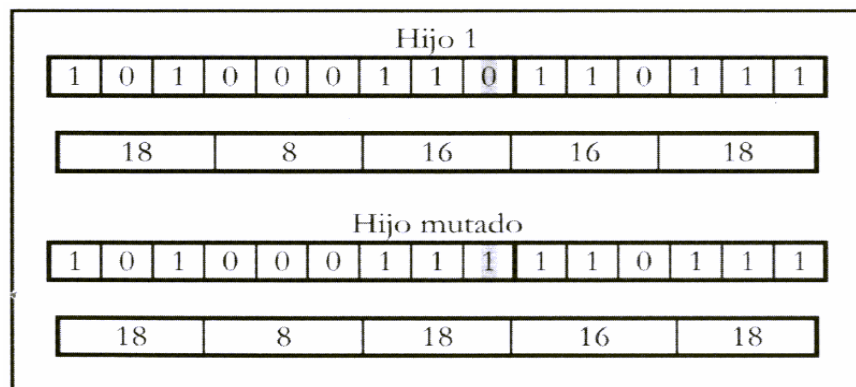 Hijo 1
1 0 1 0 0 0 1 1 0 1 1 0 1 1 1
18 8 16 16 18
Hijo mutado
1 0 1 0 0 0 1 1 1 1 1 0 1 1 1
18 8 18 16 18